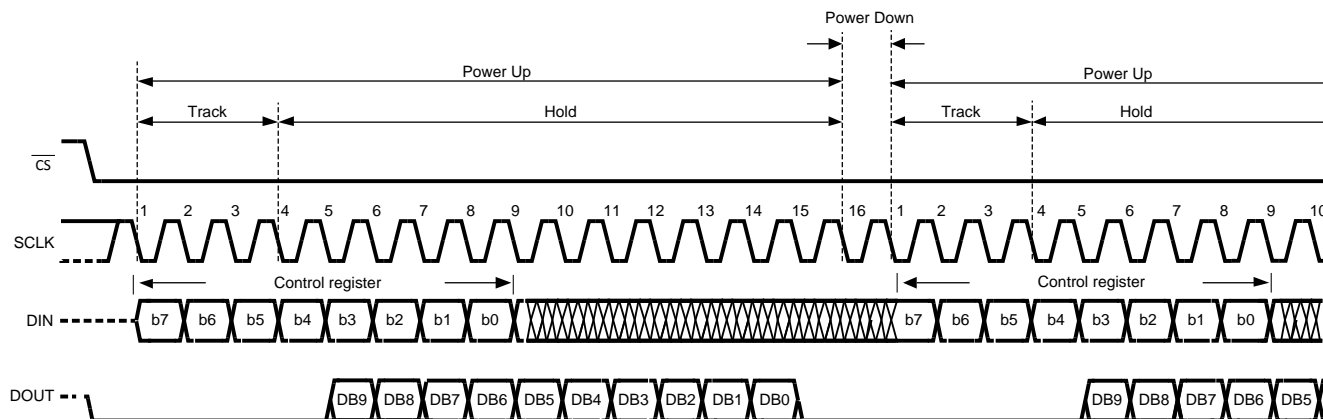 Power Down
Power Up Power Up
Track Hold Track Hold
CS
1 2 3 4 5 6 7 8 9 10 11 12 13 14 15 16 1 2 3 4 5 6 7 8 9 10
SCLK
Control register Control register
DIN b7 b6 b5 b4 b3 b2 b1 b0 b7 b6 b5 b4 b3 b2 b1 b0
DOUT DB9 DB8 DB7 DB6 DB5 DB4 DB3 DB2 DB1 DB0 DB9 DB8 DB7 DB6 DB5